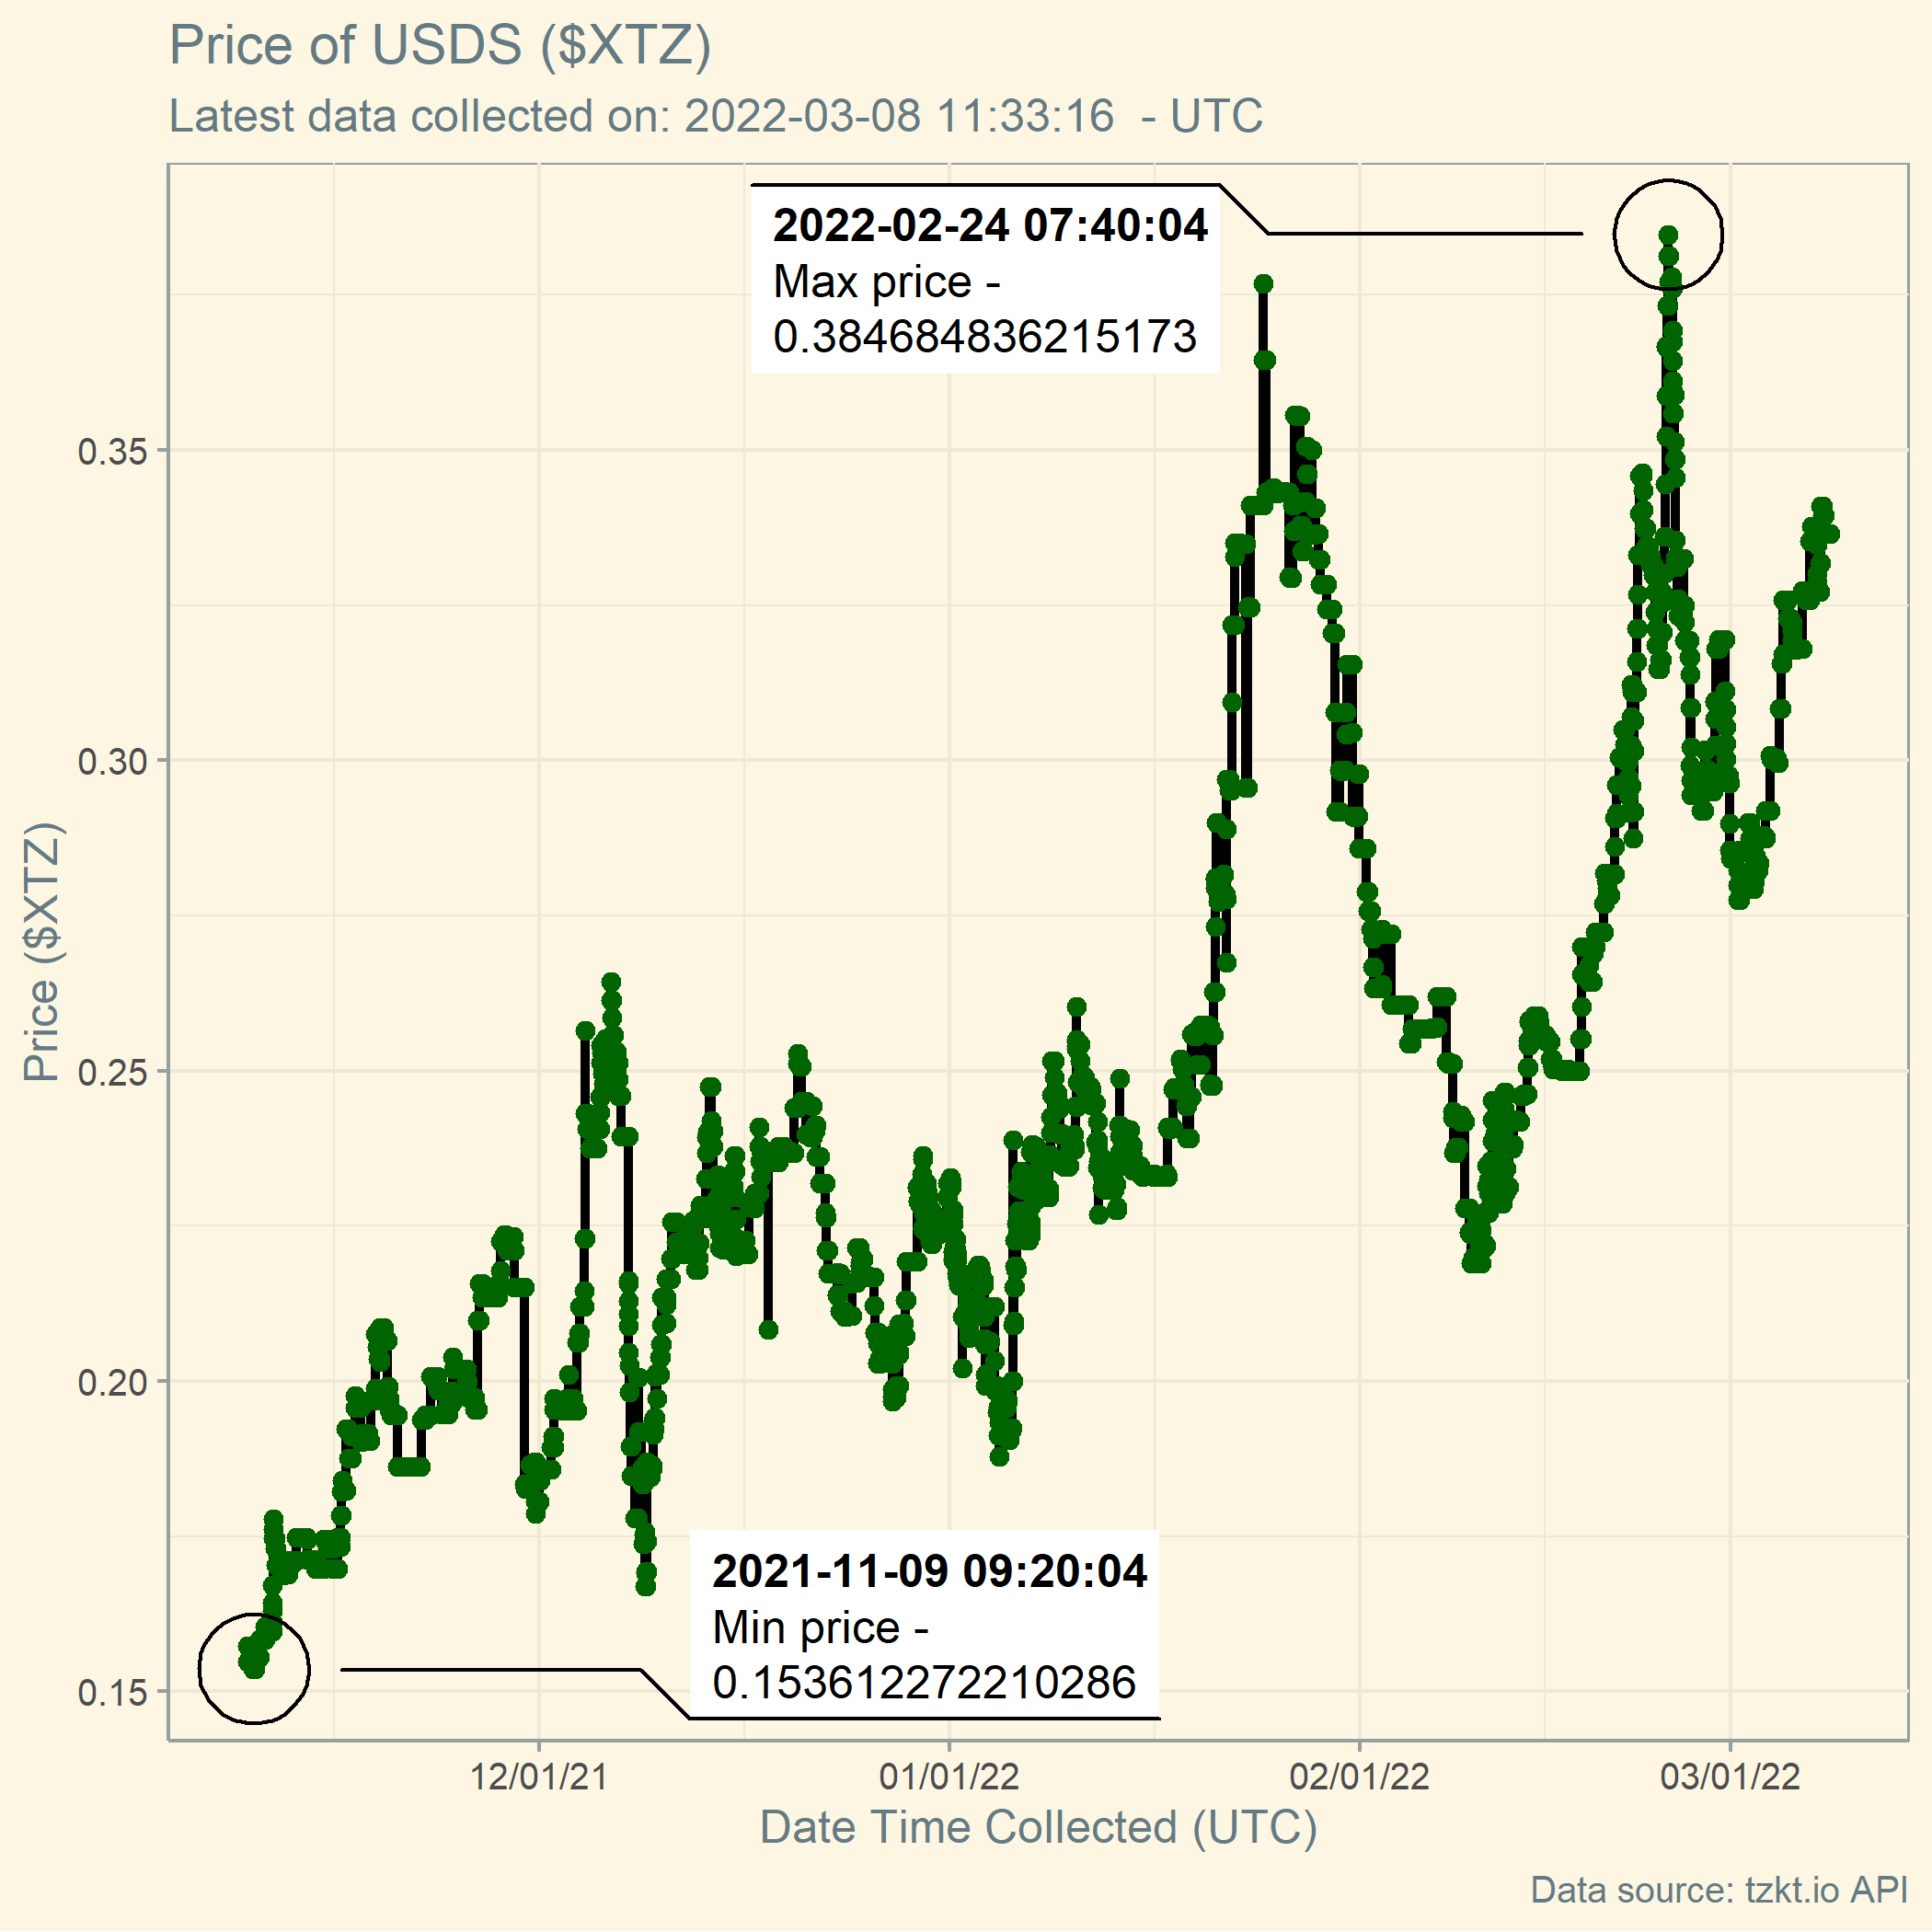 Price of USDS ($XTZ)
Latest data collected on: 2022-03-08 11:33:16  - UTC
2022-02-24 07:40:04
Max price -
0.384684836215173
0.35
0.30
0.25
0.20
0.15
Price ($XTZ)
2021-11-09 09:20:04
Min price -
0.153612272210286
12/01/21
01/01/22
02/01/22
03/01/22
Date Time Collected (UTC)
Data source: tzkt.io API